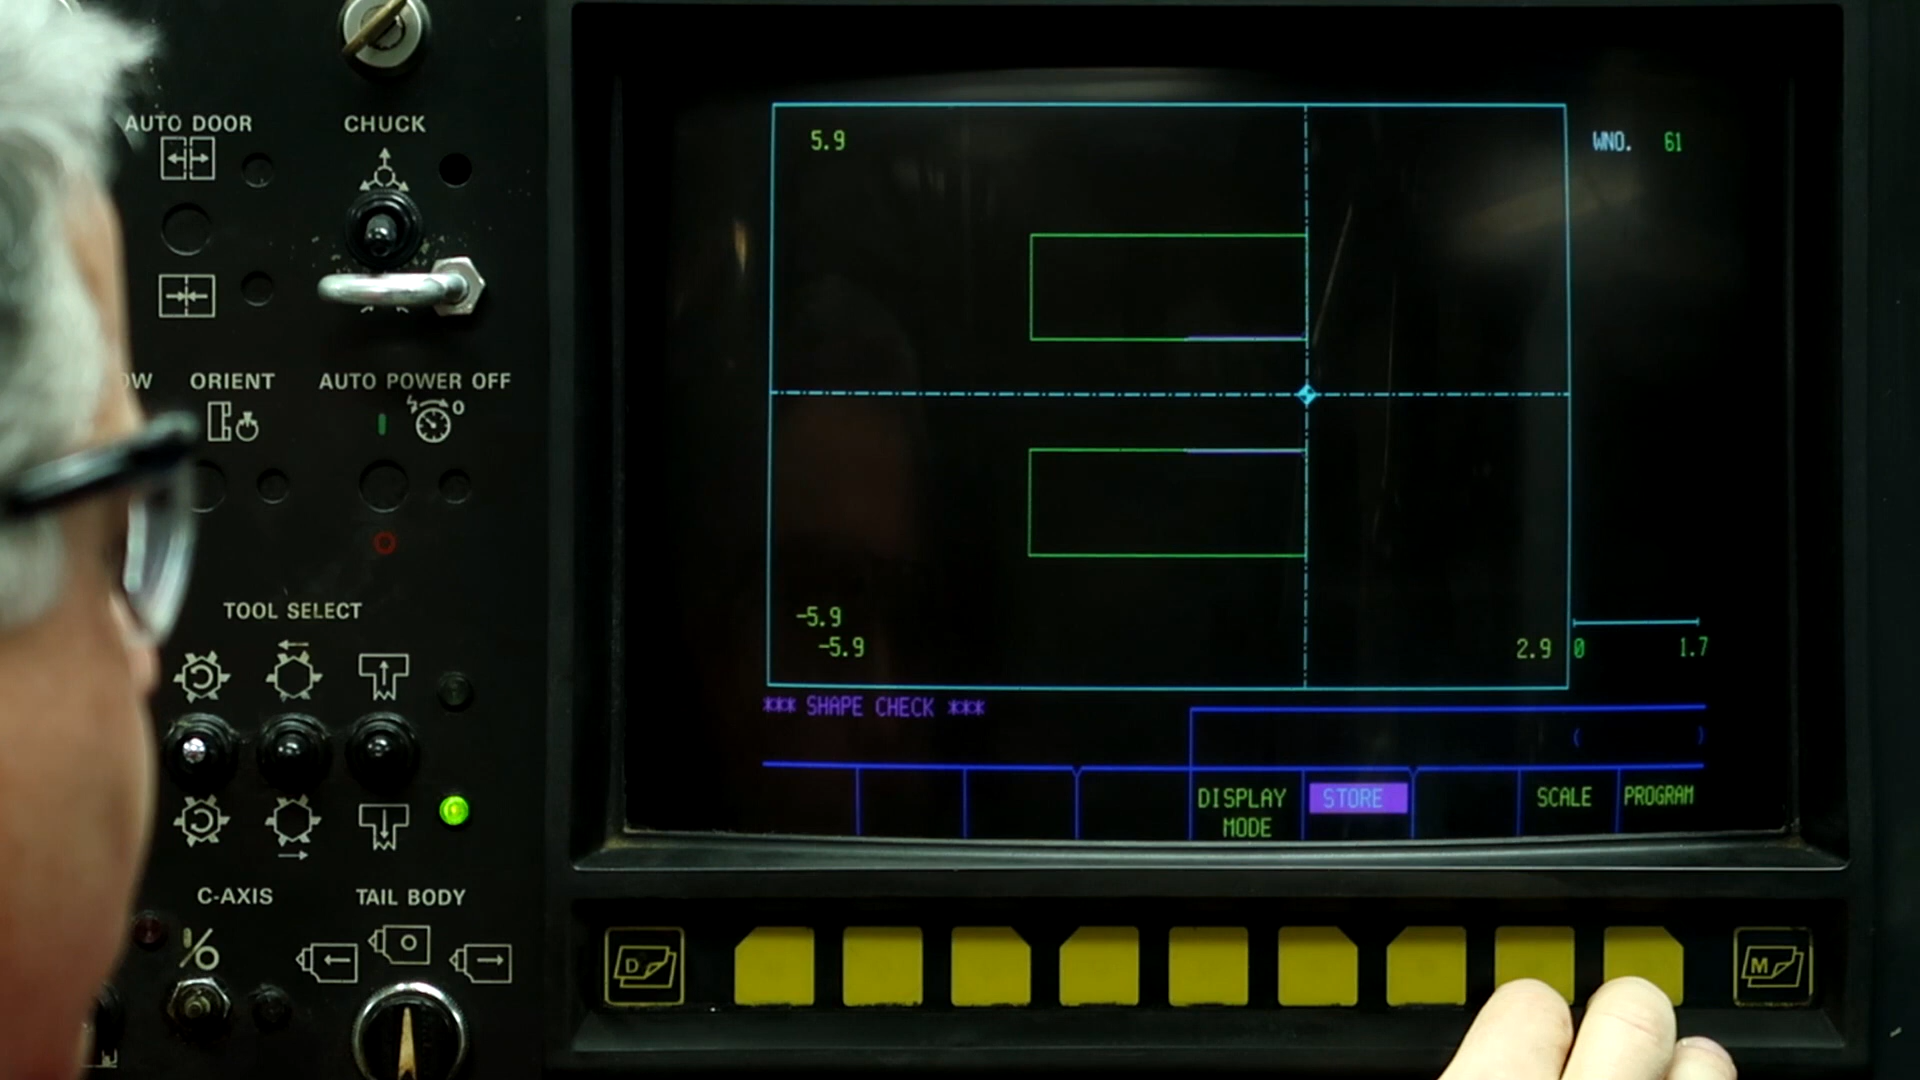 AUTO DOOR
CHUCK
OW
ORIENT
AUTO POWER OFF
TOOL SELECT
C-AXIS
TAIL BODY
5.9
WNO. 61
-5.9
-5.9
2.9
0
1.7
*** SHAPE CHECK ***
( )
DISPLAY
MODE
STORE
SCALE
PROGRAM
D
M